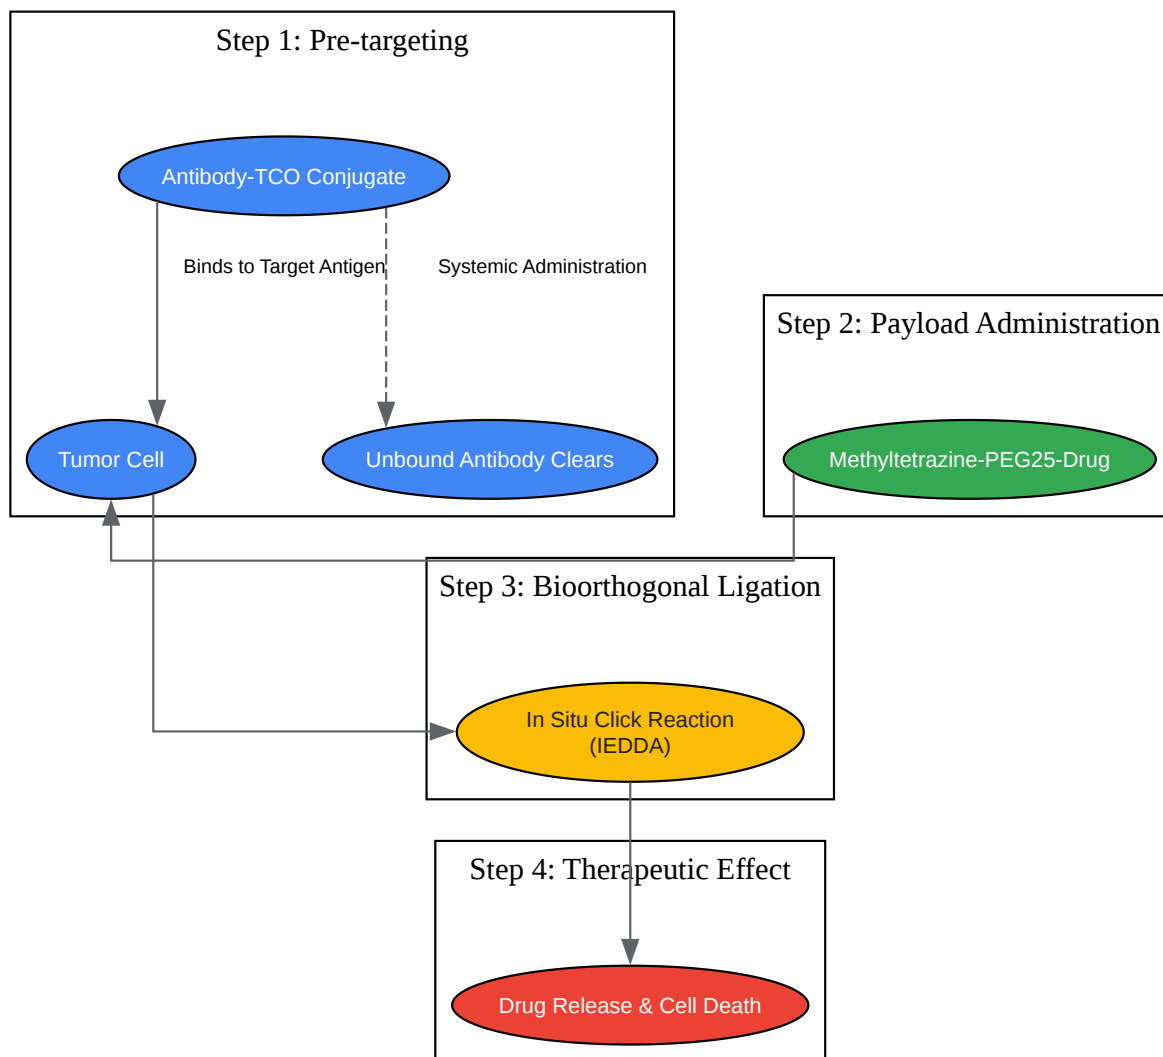 Step 1: Pre-targeting
Antibody-TCO Conjugate
Binds to Target Antigen
Systemic Administration
Tumor Cell
Unbound Antibody Clears
Step 2: Payload Administration
Methyltetrazine-PEG25-Drug
Step 3: Bioorthogonal Ligation
In Situ Click Reaction
(IEDDA)
Step 4: Therapeutic Effect
Drug Release & Cell Death